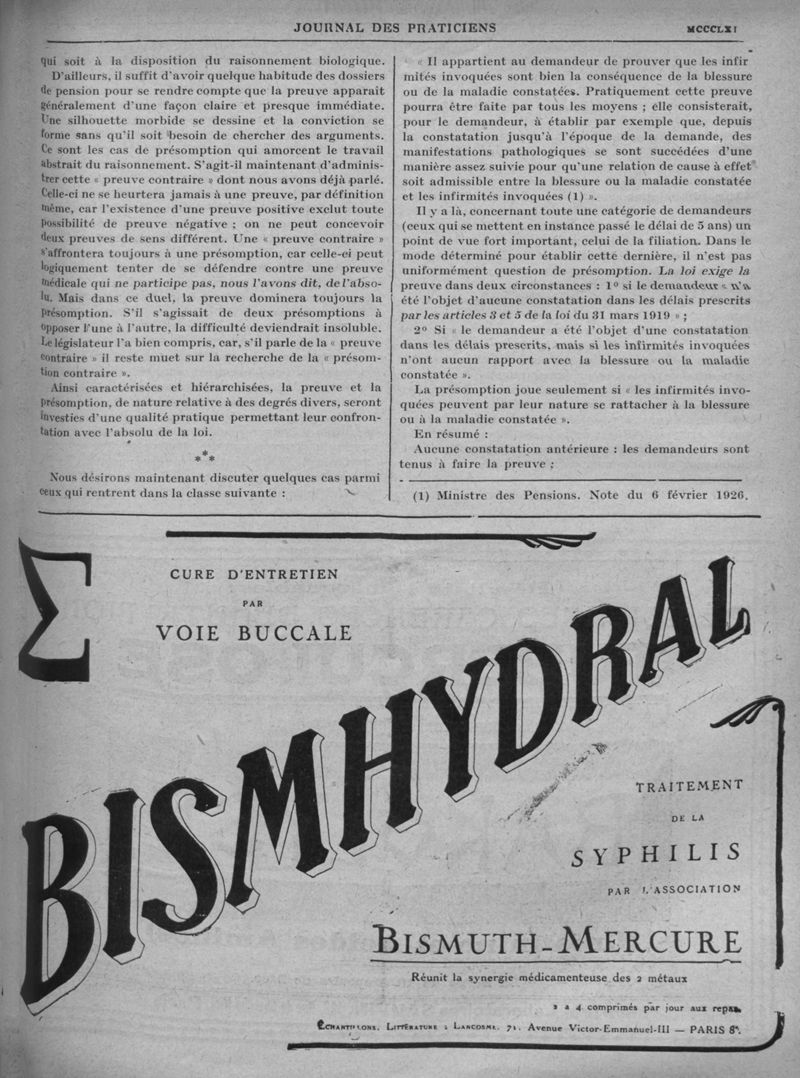 JOURNAL DES PRATICIENS
MCCCLXI
qui soit à la disposition du raisonnement biologique.
D'ailleurs, il suffit d'avoir quelque habitude des dossiers
de pension pour se rendre compte que la preuve apparait
généralement d'une façon claire et presque immédiate.
Une silhouette morbide se dessine et la conviction se
forme sans qu'il soit besoin de chercher des arguments.
Ce sont les cas de présomption qui amorcent le travail
abstrait du raisonnement. S'agit-il maintenant d'adminis-
trer cette « preuve contraire » dont nous avons déjà parlé.
Celle-ci ne se heurtera jamais à une preuve, par définition
même, car l'existence d'une preuve positive exclut toute
possibilité de preuve négative ; on ne peut concevoir
deux preuves de sens différent. Une « preuve contraire »
s'affrontera toujours à une présomption, car celle-ci peut
logiquement tenter de se défendre contre une preuve
médicale qui ne participe pas, nous l'avons dit, de l'abso-
lu. Mais dans ce duel, la preuve dominera toujours la
présomption. S'il s'agissait de deux présomptions à
opposer l'une à l'autre, la difficulté deviendrait insoluble.
Le législateur l'a bien compris, car, s'il parle de la « preuve
contraire » il reste muet sur la recherche de la « présom-
tion contraire ».
Ainsi caractérisées et hiérarchisées, la preuve et la
présomption, de nature relative à des degrés divers, seront
investies d'une qualité pratique permettant leur confron-
tation avec l'absolu de la loi.
***
Nous désirons maintenant discuter quelques cas parmi
ceux qui rentrent dans la classe suivante :
« Il appartient au demandeur de prouver que les infir
mités invoquées sont bien la conséquence de la blessure
ou de la maladie constatées. Pratiquement cette preuve
pourra être faite par tous les moyens ; elle consisterait,
pour le demandeur, à établir par exemple que, depuis
la constatation jusqu'à l'époque de la demande, des
manifestations pathologiques se sont succédées d'une
manière assez suivie pour qu'une relation de cause à effet
soit admissible entre la blessure ou la maladie constatée
et les infirmités invoquées (1) ».
Il y a là, concernant toute une catégorie de demandeurs
(ceux qui se mettent en instance passé le délai de 5 ans) un
point de vue fort important, celui de la filiation. Dans le
mode déterminé pour établir cette dernière, il n'est pas
uniformément question de présomption. La loi exige la
preuve dans deux circonstances : 1° si le demandeur « n'a
été l'objet d'aucune constatation dans les délais prescrits
par les articles 3 et 5 de la loi du 31 mars 1919 » ;
2° Si « le demandeur a été l'objet d'une constatation
dans les délais prescrits, mais si les infirmités invoquées
n'ont aucun rapport avec la blessure ou la maladie
constatée ».
La présomption joue seulement si « les infirmités invo-
quées peuvent par leur nature se rattacher à la blessure
ou à la maladie constatée ».
En résumé :
Aucune constatation antérieure : les demandeurs sont
tenus à faire la preuve ;
(1) Ministre des Pensions. Note du 6 février 1926.
Σ
CURE D'ENTRETIEN
PAR
VOIE BUCCALE
BISMHYDRAL
TRAITEMENT
DE LA
SYPHILIS
PAR L'ASSOCIATION
BISMUTH-MERCURE
Réunit la synergie médicamenteuse des 2 métaux
2 a 4 comprimés par jour aux repas.
ÉCHANTILLONS, LITTÉRATURE : LANCOSME, 71, Avenue Victor-Emmanuel-III — PARIS 8e.